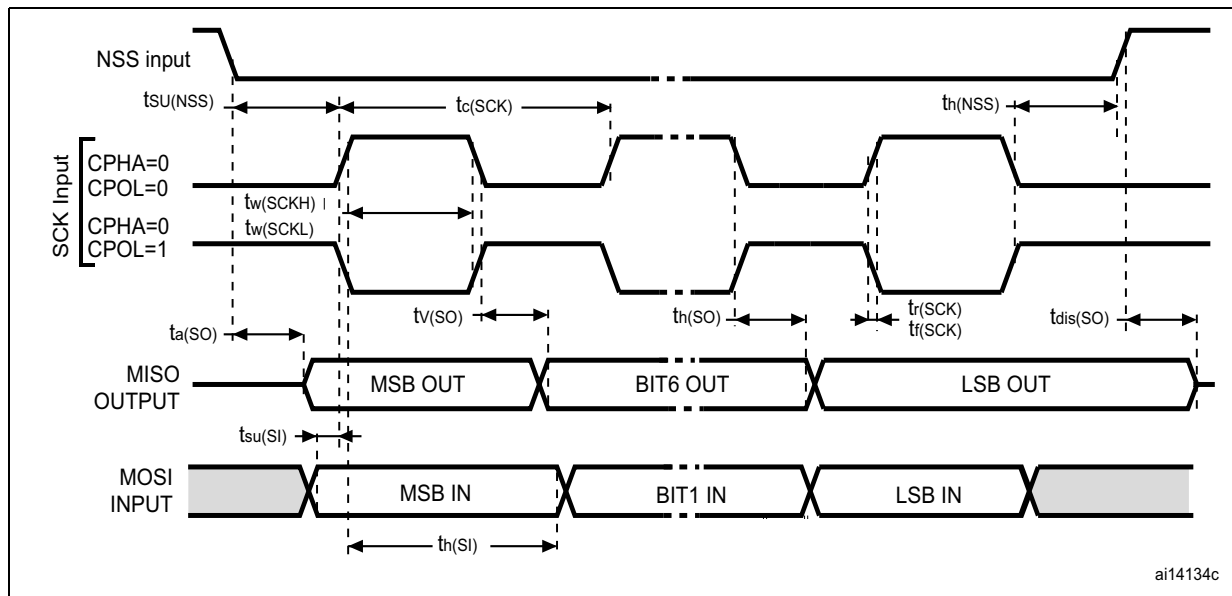 NSS input
tSU(NSS)
tc(SCK)
th(NSS)
SCK Input
CPHA=0
CPOL=0
tw(SCKH)
CPHA=0
CPOL=1
tw(SCKL)
tV(SO)
th(SO)
tr(SCK)
tf(SCK)
ta(SO)
tdis(SO)
MISO
OUTPUT
MSB OUT
BIT6 OUT
LSB OUT
tsu(SI)
MOSI
INPUT
MSB IN
BIT1 IN
LSB IN
th(SI)
ai14134c